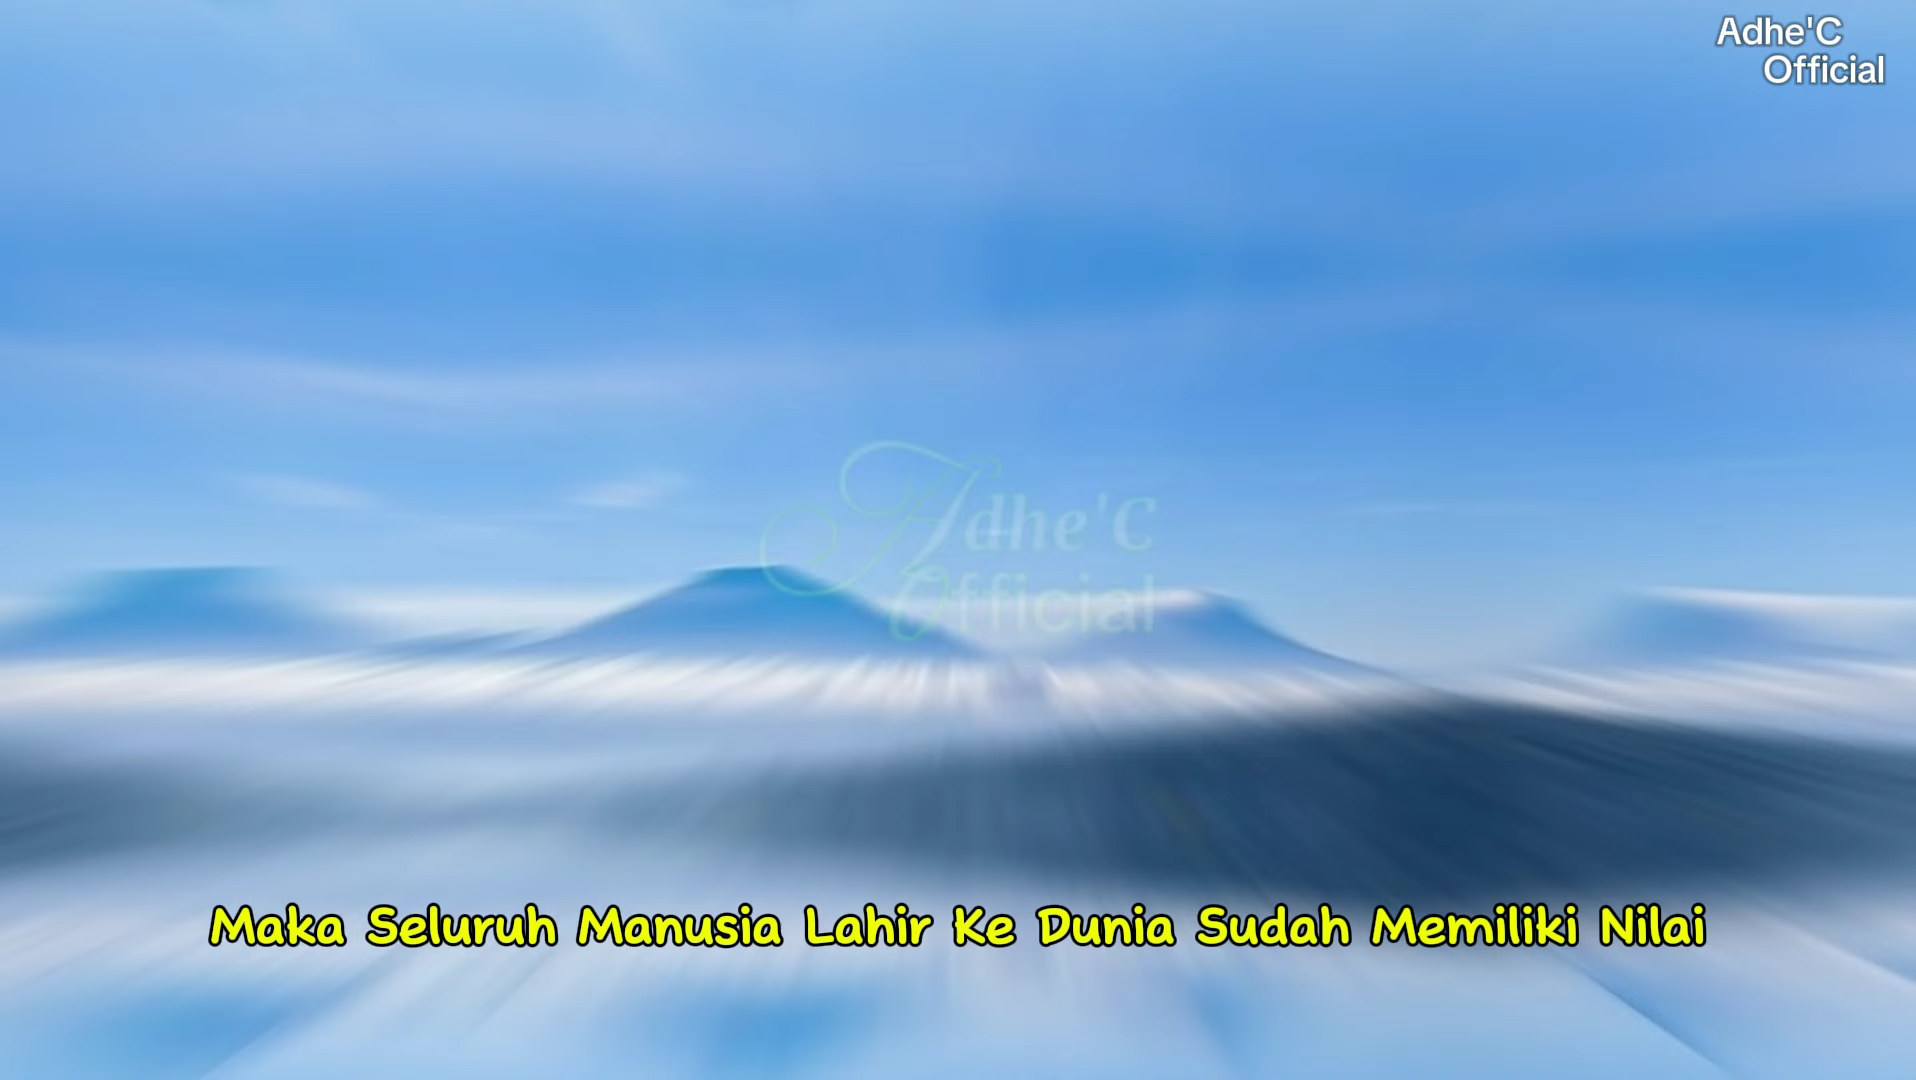 Adhe'C
Official
Adhe'C
Official
Maka Seluruh Manusia Lahir Ke Dunia Sudah Memiliki Nilai